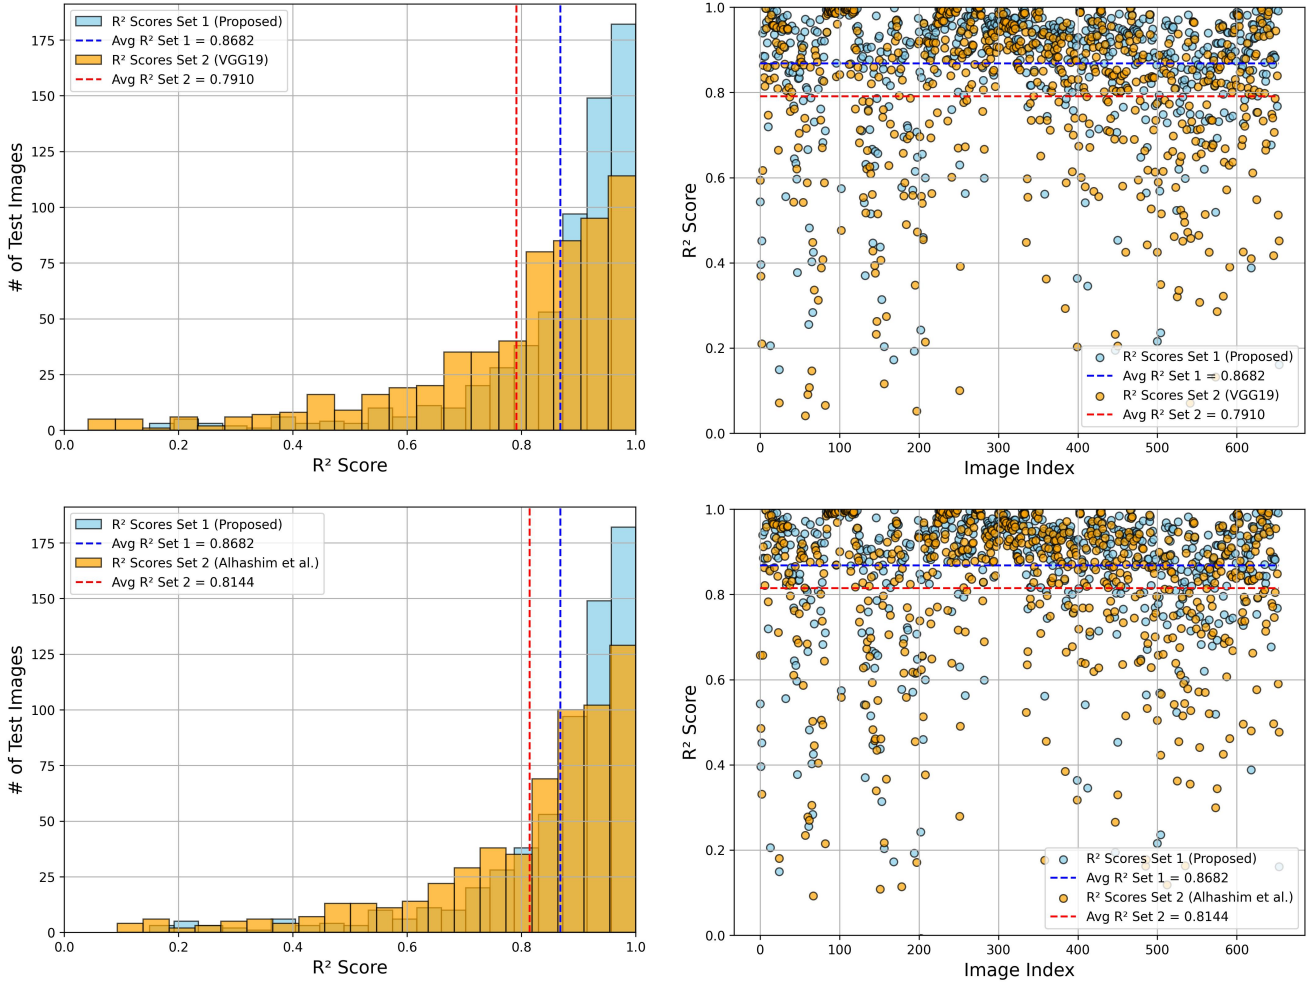 R² Scores Set 1 (Proposed)
Avg R² Set 1 = 0.8682
R² Scores Set 2 (VGG19)
Avg R² Set 2 = 0.7910
175
150
125
100
75
50
25
0
# of Test Images
0.0 0.2 0.4 0.6 0.8 1.0
R² Score
1.0
0.8
0.6
0.4
0.2
0.0
R² Score
R² Scores Set 1 (Proposed)
Avg R² Set 1 = 0.8682
R² Scores Set 2 (VGG19)
Avg R² Set 2 = 0.7910
0 100 200 300 400 500 600
Image Index
R² Scores Set 1 (Proposed)
Avg R² Set 1 = 0.8682
R² Scores Set 2 (Alhashim et al.)
Avg R² Set 2 = 0.8144
175
150
125
100
75
50
25
0
# of Test Images
0.0 0.2 0.4 0.6 0.8 1.0
R² Score
1.0
0.8
0.6
0.4
0.2
0.0
R² Score
R² Scores Set 1 (Proposed)
Avg R² Set 1 = 0.8682
R² Scores Set 2 (Alhashim et al.)
Avg R² Set 2 = 0.8144
0 100 200 300 400 500 600
Image Index